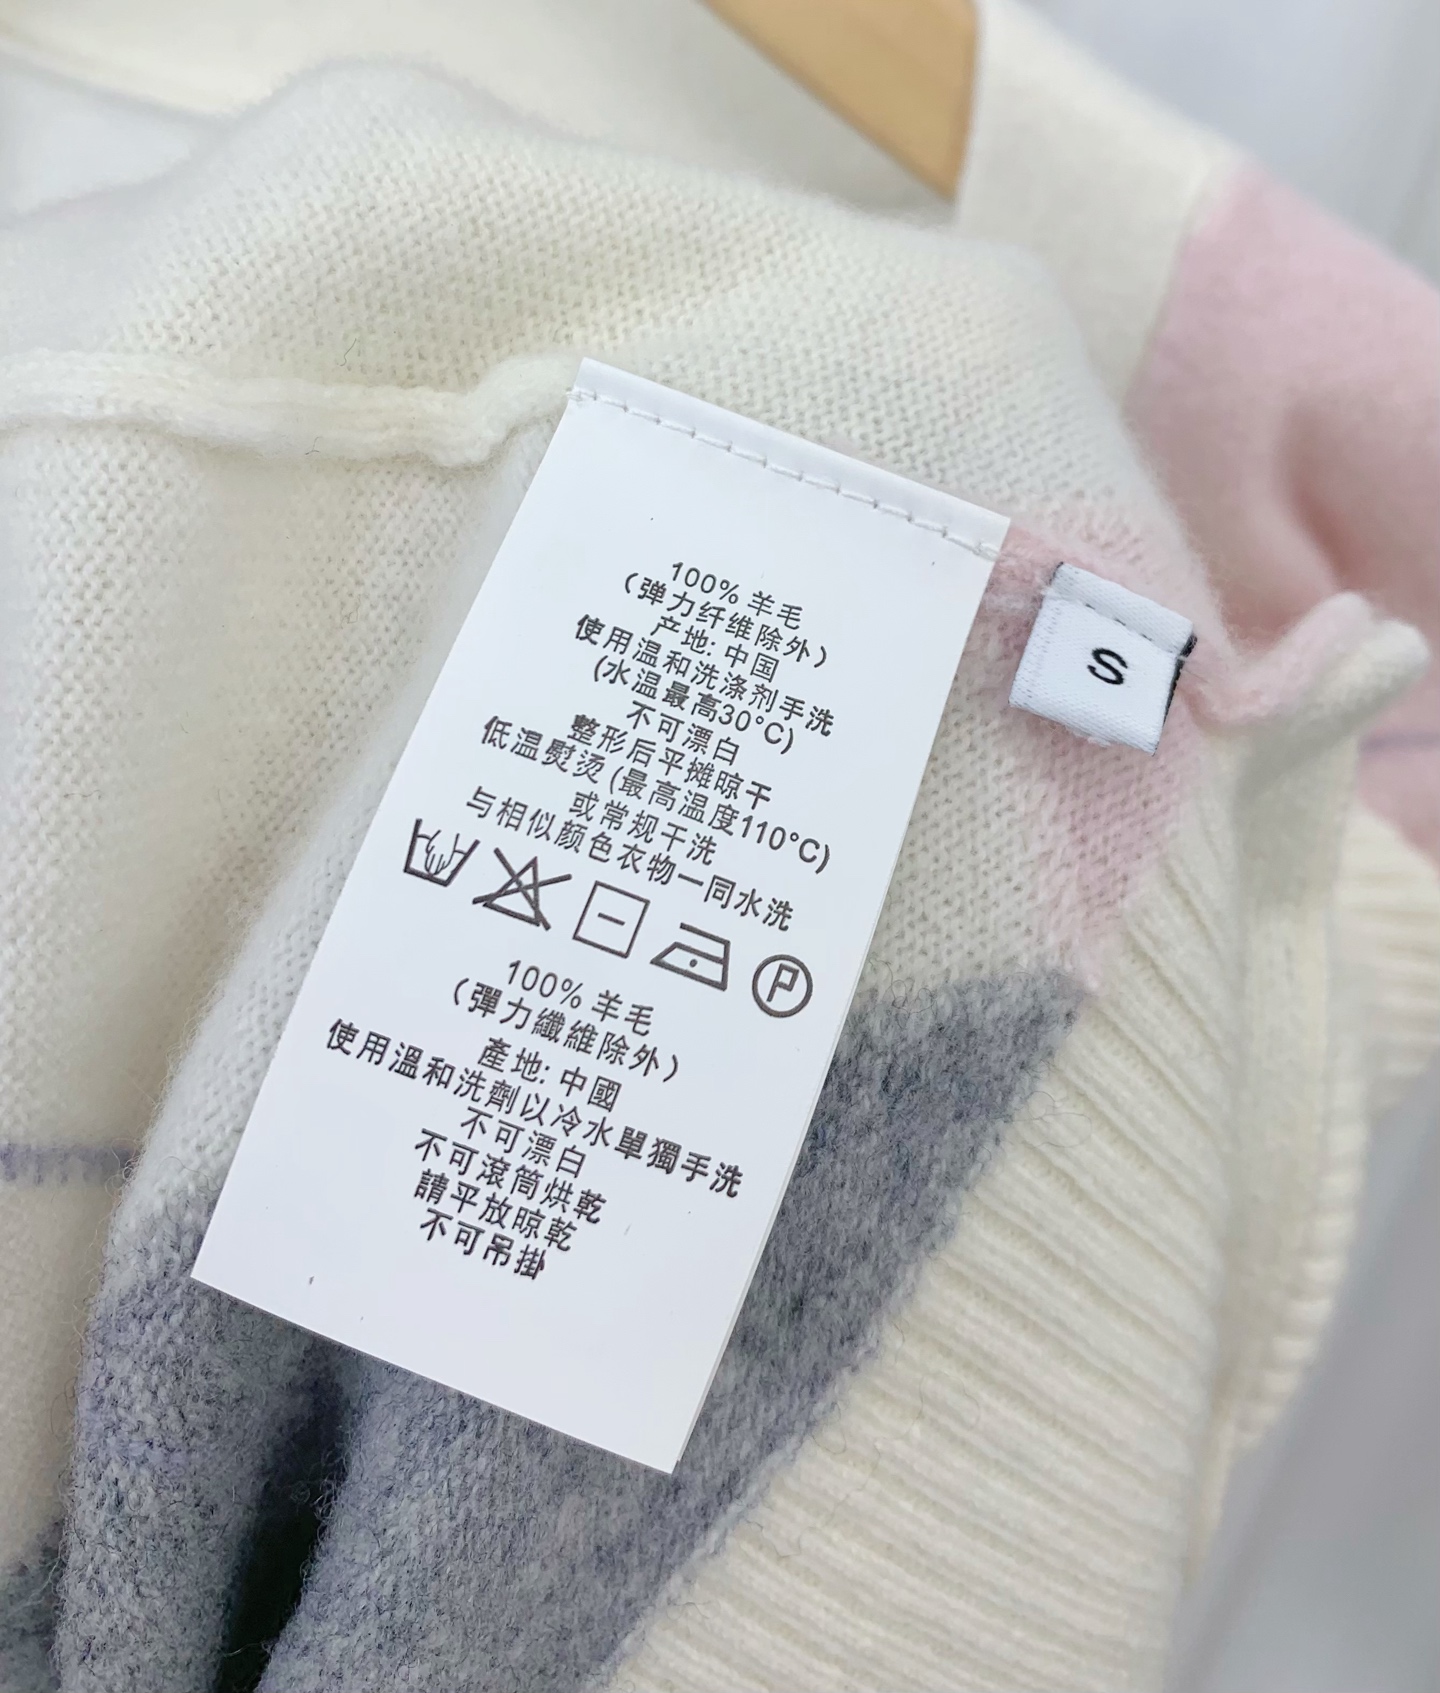 100% 羊毛
（弹力纤维除外）
产地: 中国
使用温和洗涤剂手洗
(水温最高30°C)
不可漂白
整形后平摊晾干
低温熨烫 (最高温度110°C)
或常规干洗
与相似颜色衣物一同水洗
P
100% 羊毛
（彈力纖維除外）
產地: 中國
使用溫和洗劑以冷水單獨手洗
不可漂白
不可滾筒烘乾
請平放晾乾
不可吊掛
S